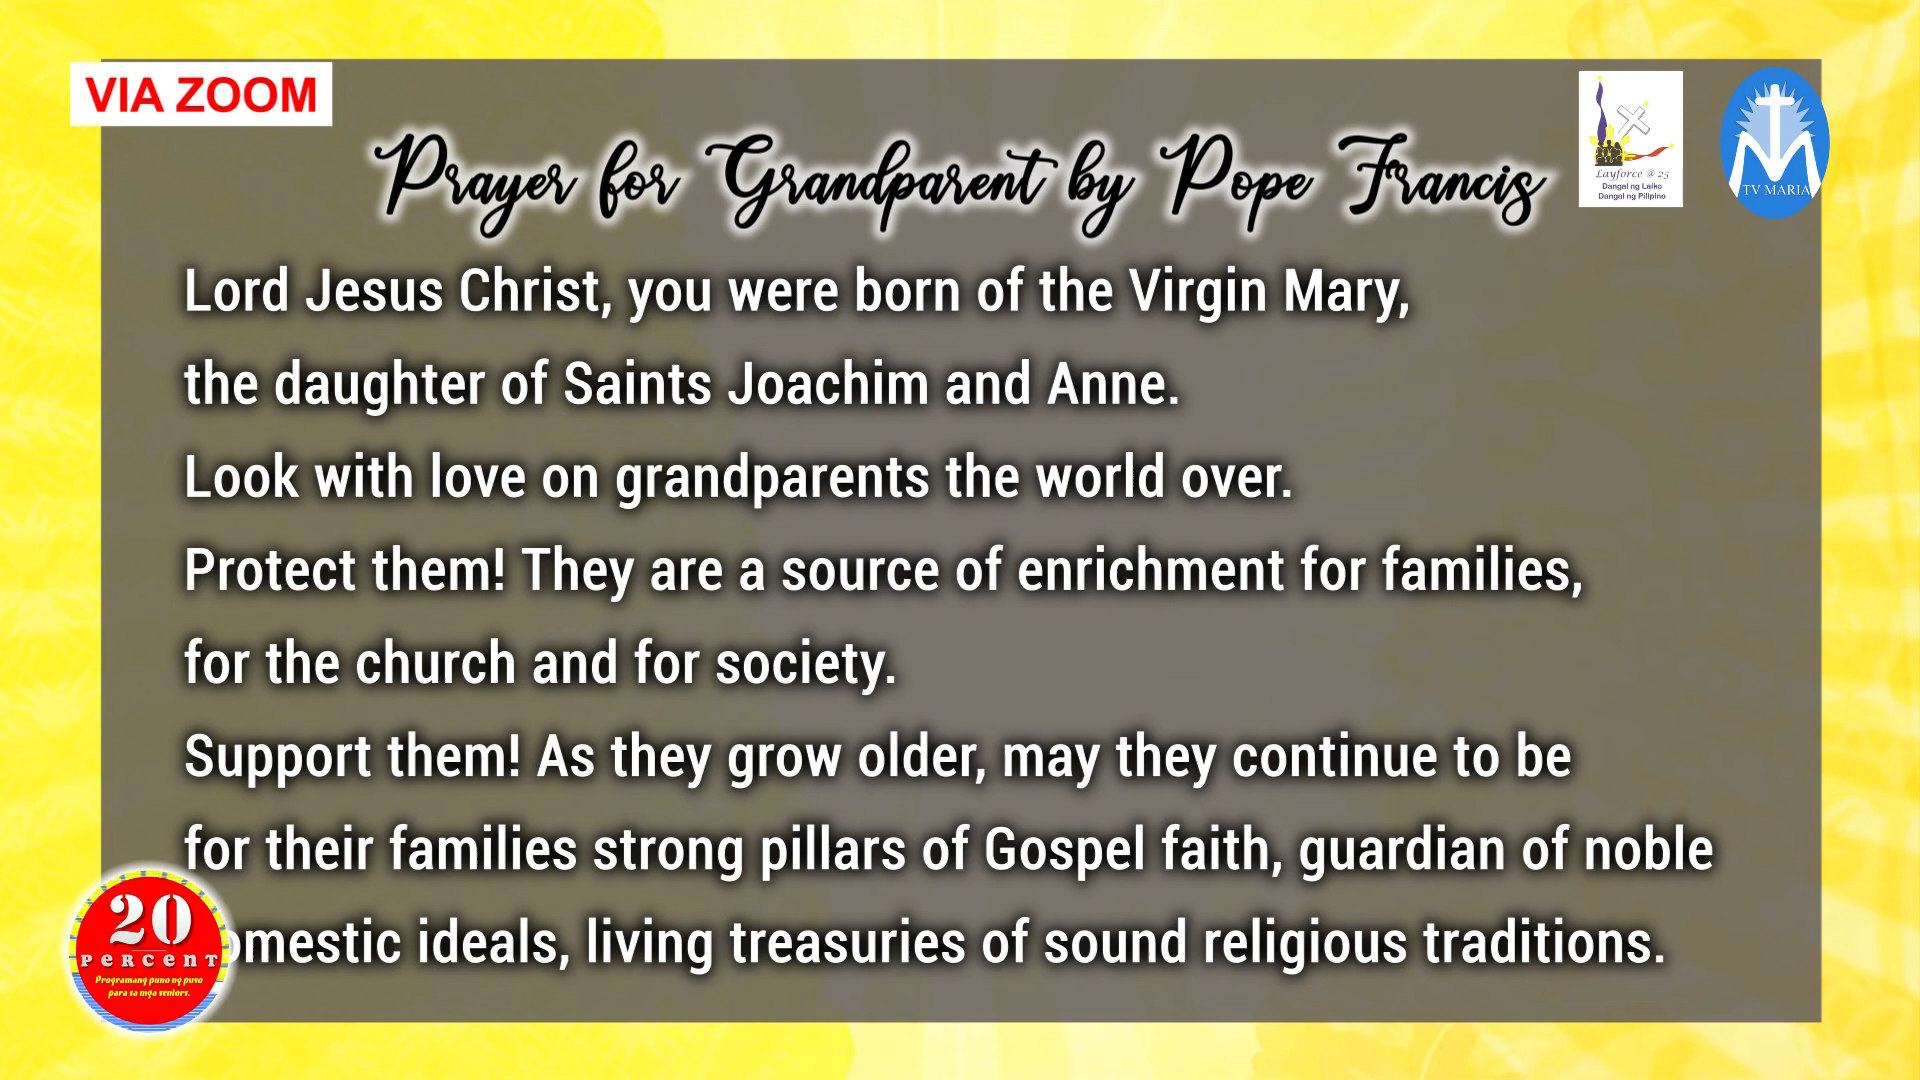 VIA ZOOM
Prayer for Grandparent by Pope Francis
Layforce @ 25
Dangal ng Laiko
Dangal ng Pilipino
TV MARIA
Lord Jesus Christ, you were born of the Virgin Mary,
the daughter of Saints Joachim and Anne.
Look with love on grandparents the world over.
Protect them! They are a source of enrichment for families,
for the church and for society.
Support them! As they grow older, may they continue to be
for their families strong pillars of Gospel faith, guardian of noble
omestic ideals, living treasuries of sound religious traditions.
20
PERCENT
Programang puno ng puso
para sa mga seniors.